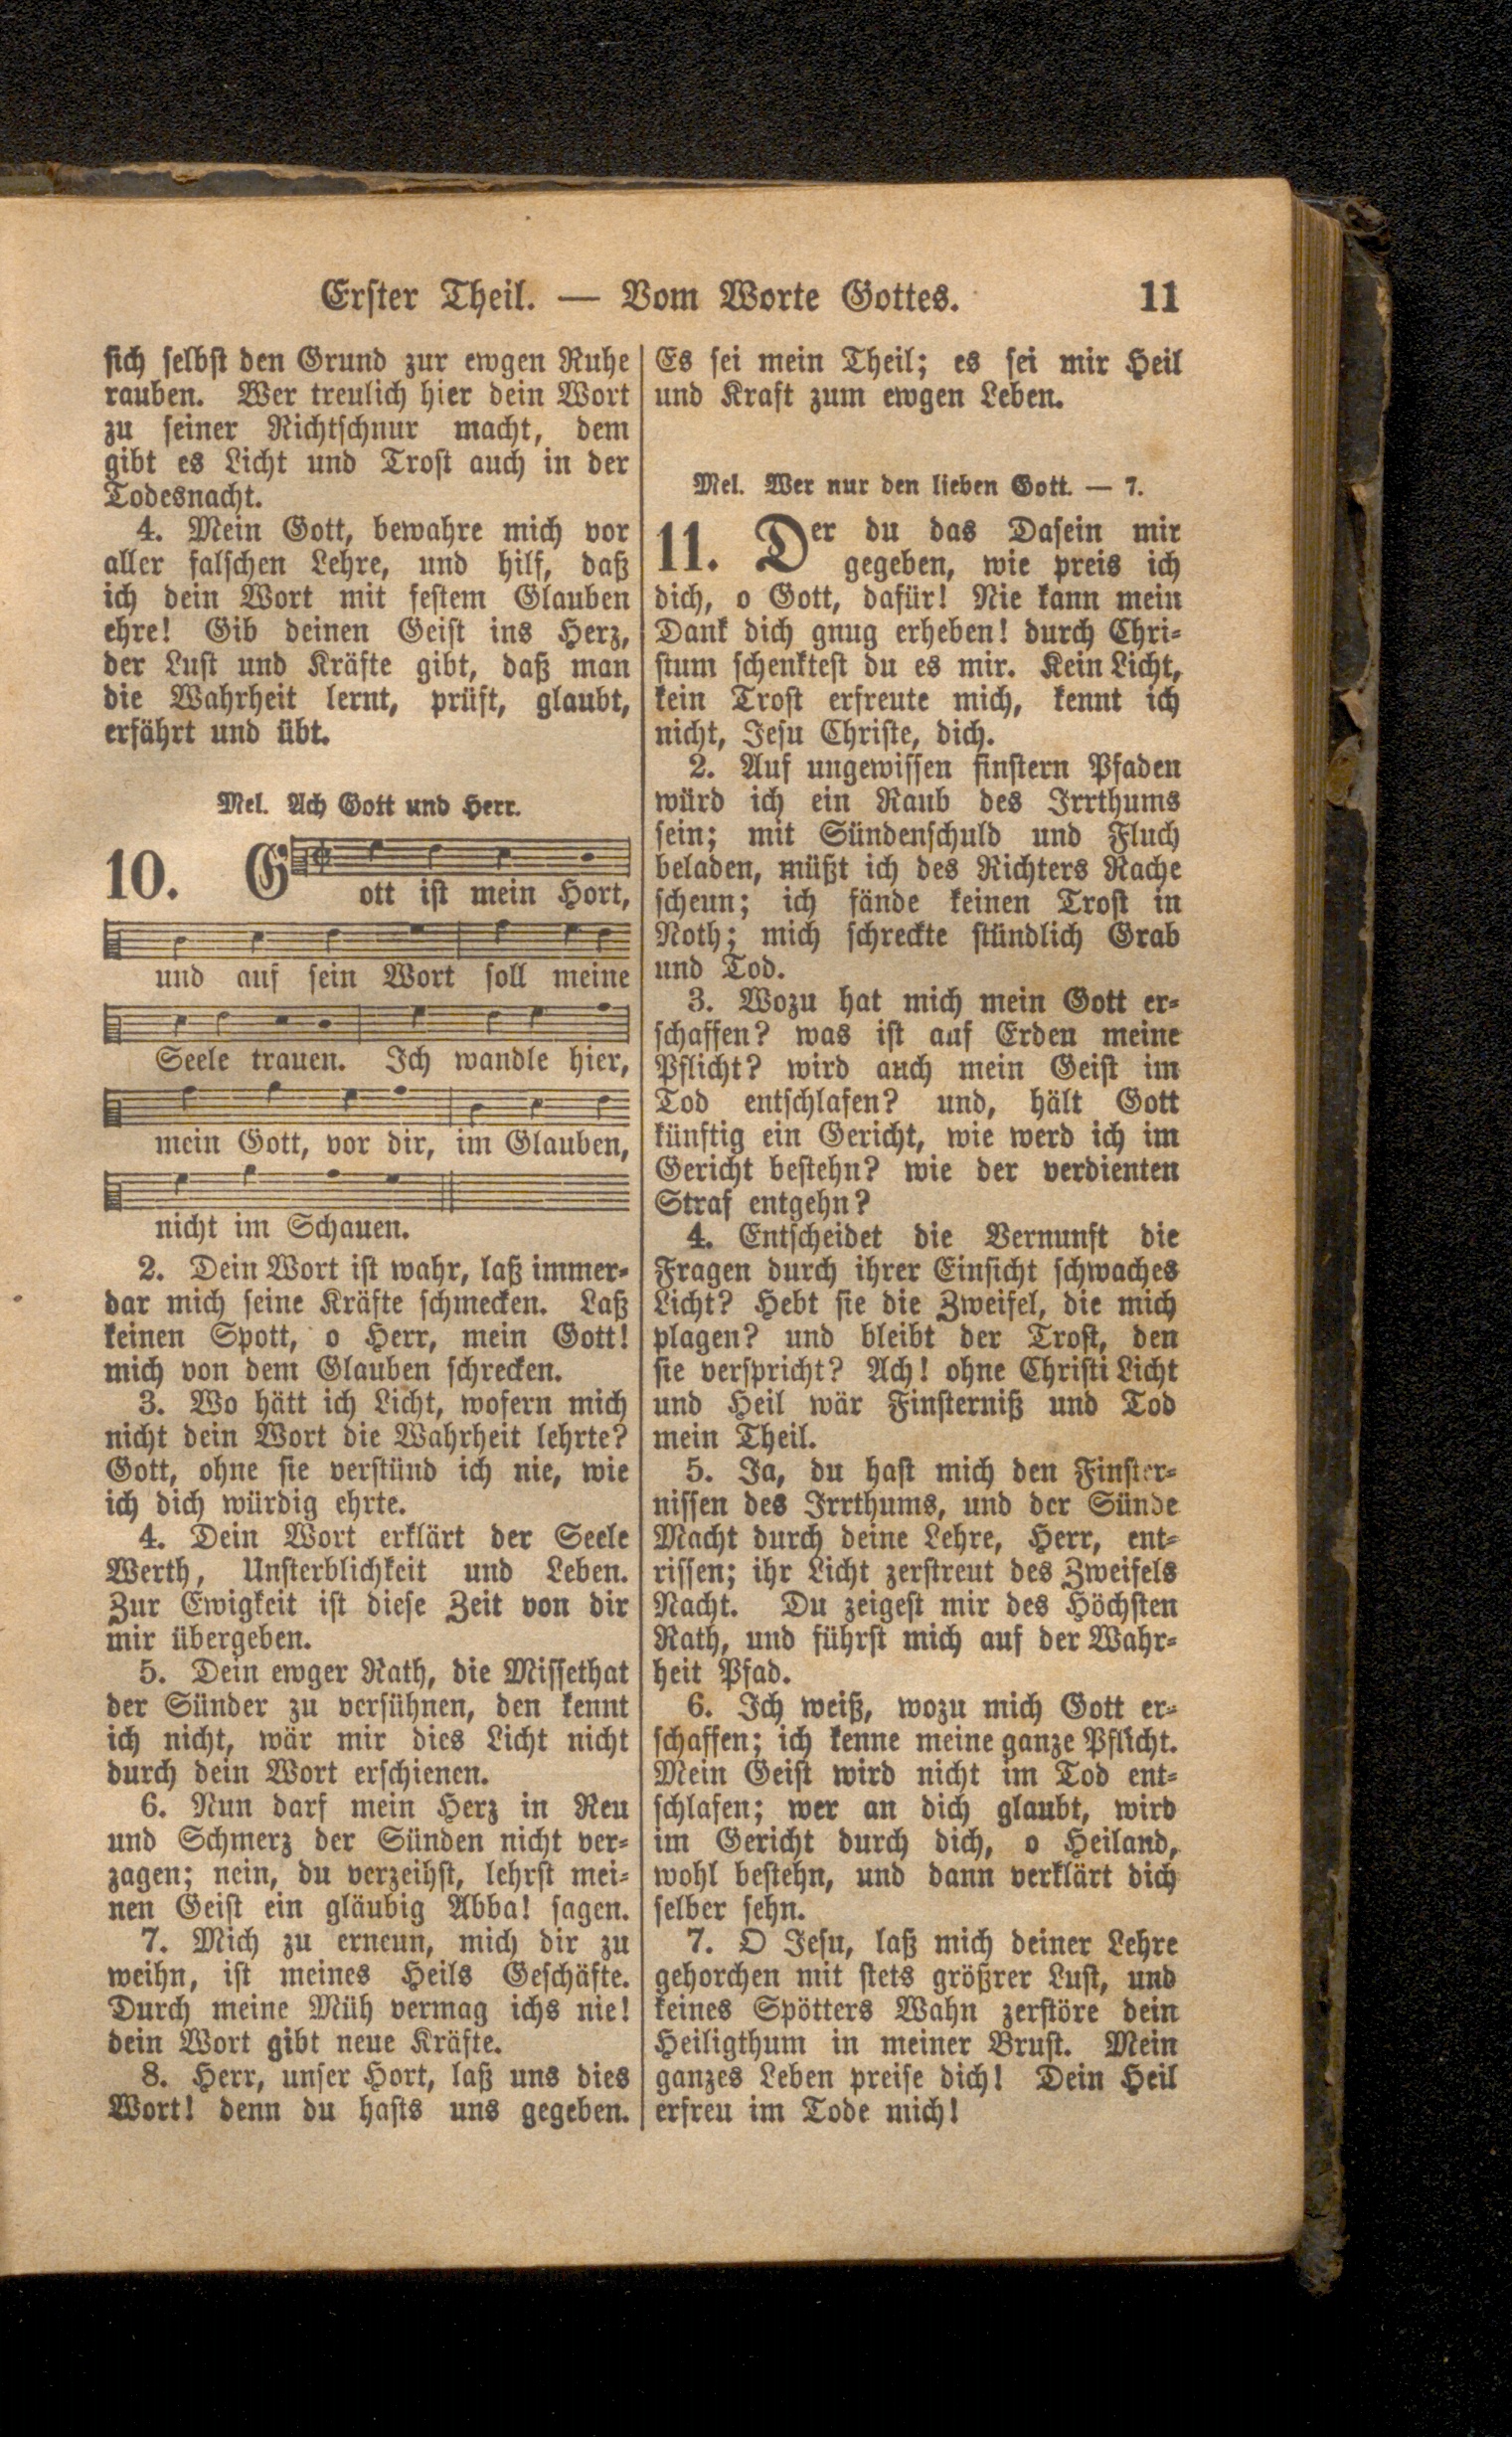 Erster Theil. — Vom Worte Gottes. 11
sich selbst den Grund zur ewgen Ruhe
rauben. Wer treulich hier dein Wort
zu seiner Richtschnur macht, dem
gibt es Licht und Trost auch in der
Todesnacht.
4. Mein Gott, bewahre mich vor
aller falschen Lehre, und hilf, daß
ich dein Wort mit festem Glauben
ehre! Gib deinen Geist ins Herz,
der Lust und Kräfte gibt, daß man
die Wahrheit lernt, prüft, glaubt,
erfährt und übt.
Mel. Ach Gott und Herr.
10. Gott ist mein Hort,
und auf sein Wort soll meine
Seele trauen. Ich wandle hier,
mein Gott, vor dir, im Glauben,
nicht im Schauen.
2. Dein Wort ist wahr, laß immer-
dar mich seine Kräfte schmecken. Laß
keinen Spott, o Herr, mein Gott!
mich von dem Glauben schrecken.
3. Wo hätt ich Licht, wofern mich
nicht dein Wort die Wahrheit lehrte?
Gott, ohne sie verstünd ich nie, wie
ich dich würdig ehrte.
4. Dein Wort erklärt der Seele
Werth, Unsterblichkeit und Leben.
Zur Ewigkeit ist diese Zeit von dir
mir übergeben.
5. Dein ewger Rath, die Missethat
der Sünder zu versühnen, den kennt
ich nicht, wär mir dies Licht nicht
durch dein Wort erschienen.
6. Nun darf mein Herz in Reu
und Schmerz der Sünden nicht ver-
zagen; nein, du verzeihst, lehrst mei-
nen Geist ein gläubig Abba! sagen.
7. Mich zu erneun, mich dir zu
weihn, ist meines Heils Geschäfte.
Durch meine Müh vermag ichs nie!
dein Wort gibt neue Kräfte.
8. Herr, unser Hort, laß uns dies
Wort! denn du hasts uns gegeben.
Es sei mein Theil; es sei mir Heil
und Kraft zum ewgen Leben.
Mel. Wer nur den lieben Gott. — 7.
11. Der du das Dasein mir
gegeben, wie preis ich
dich, o Gott, dafür! Nie kann mein
Dank dich gnug erheben! durch Chri-
stum schenktest du es mir. Kein Licht,
kein Trost erfreute mich, kennt ich
nicht, Jesu Christe, dich.
2. Auf ungewissen finstern Pfaden
würd ich ein Raub des Irrthums
sein; mit Sündenschuld und Fluch
beladen, müßt ich des Richters Rache
scheun; ich fände keinen Trost in
Noth; mich schreckte stündlich Grab
und Tod.
3. Wozu hat mich mein Gott er-
schaffen? was ist auf Erden meine
Pflicht? wird auch mein Geist im
Tod entschlafen? und, hält Gott
künftig ein Gericht, wie werd ich im
Gericht bestehn? wie der verdienten
Straf entgehn?
4. Entscheidet die Vernunft die
Fragen durch ihrer Einsicht schwaches
Licht? Hebt sie die Zweifel, die mich
plagen? und bleibt der Trost, den
sie verspricht? Ach! ohne Christi Licht
und Heil wär Finsterniß und Tod
mein Theil.
5. Ja, du hast mich den Finster-
nissen des Irrthums, und der Sünde
Macht durch deine Lehre, Herr, ent-
rissen; ihr Licht zerstreut des Zweifels
Nacht. Du zeigest mir des Höchsten
Rath, und führst mich auf der Wahr-
heit Pfad.
6. Ich weiß, wozu mich Gott er-
schaffen; ich kenne meine ganze Pflicht.
Mein Geist wird nicht im Tod ent-
schlafen; wer an dich glaubt, wird
im Gericht durch dich, o Heiland,
wohl bestehn, und dann verklärt dich
selber sehn.
7. O Jesu, laß mich deiner Lehre
gehorchen mit stets größrer Lust, und
keines Spötters Wahn zerstöre dein
Heiligthum in meiner Brust. Mein
ganzes Leben preise dich! Dein Heil
erfreu im Tode mich!